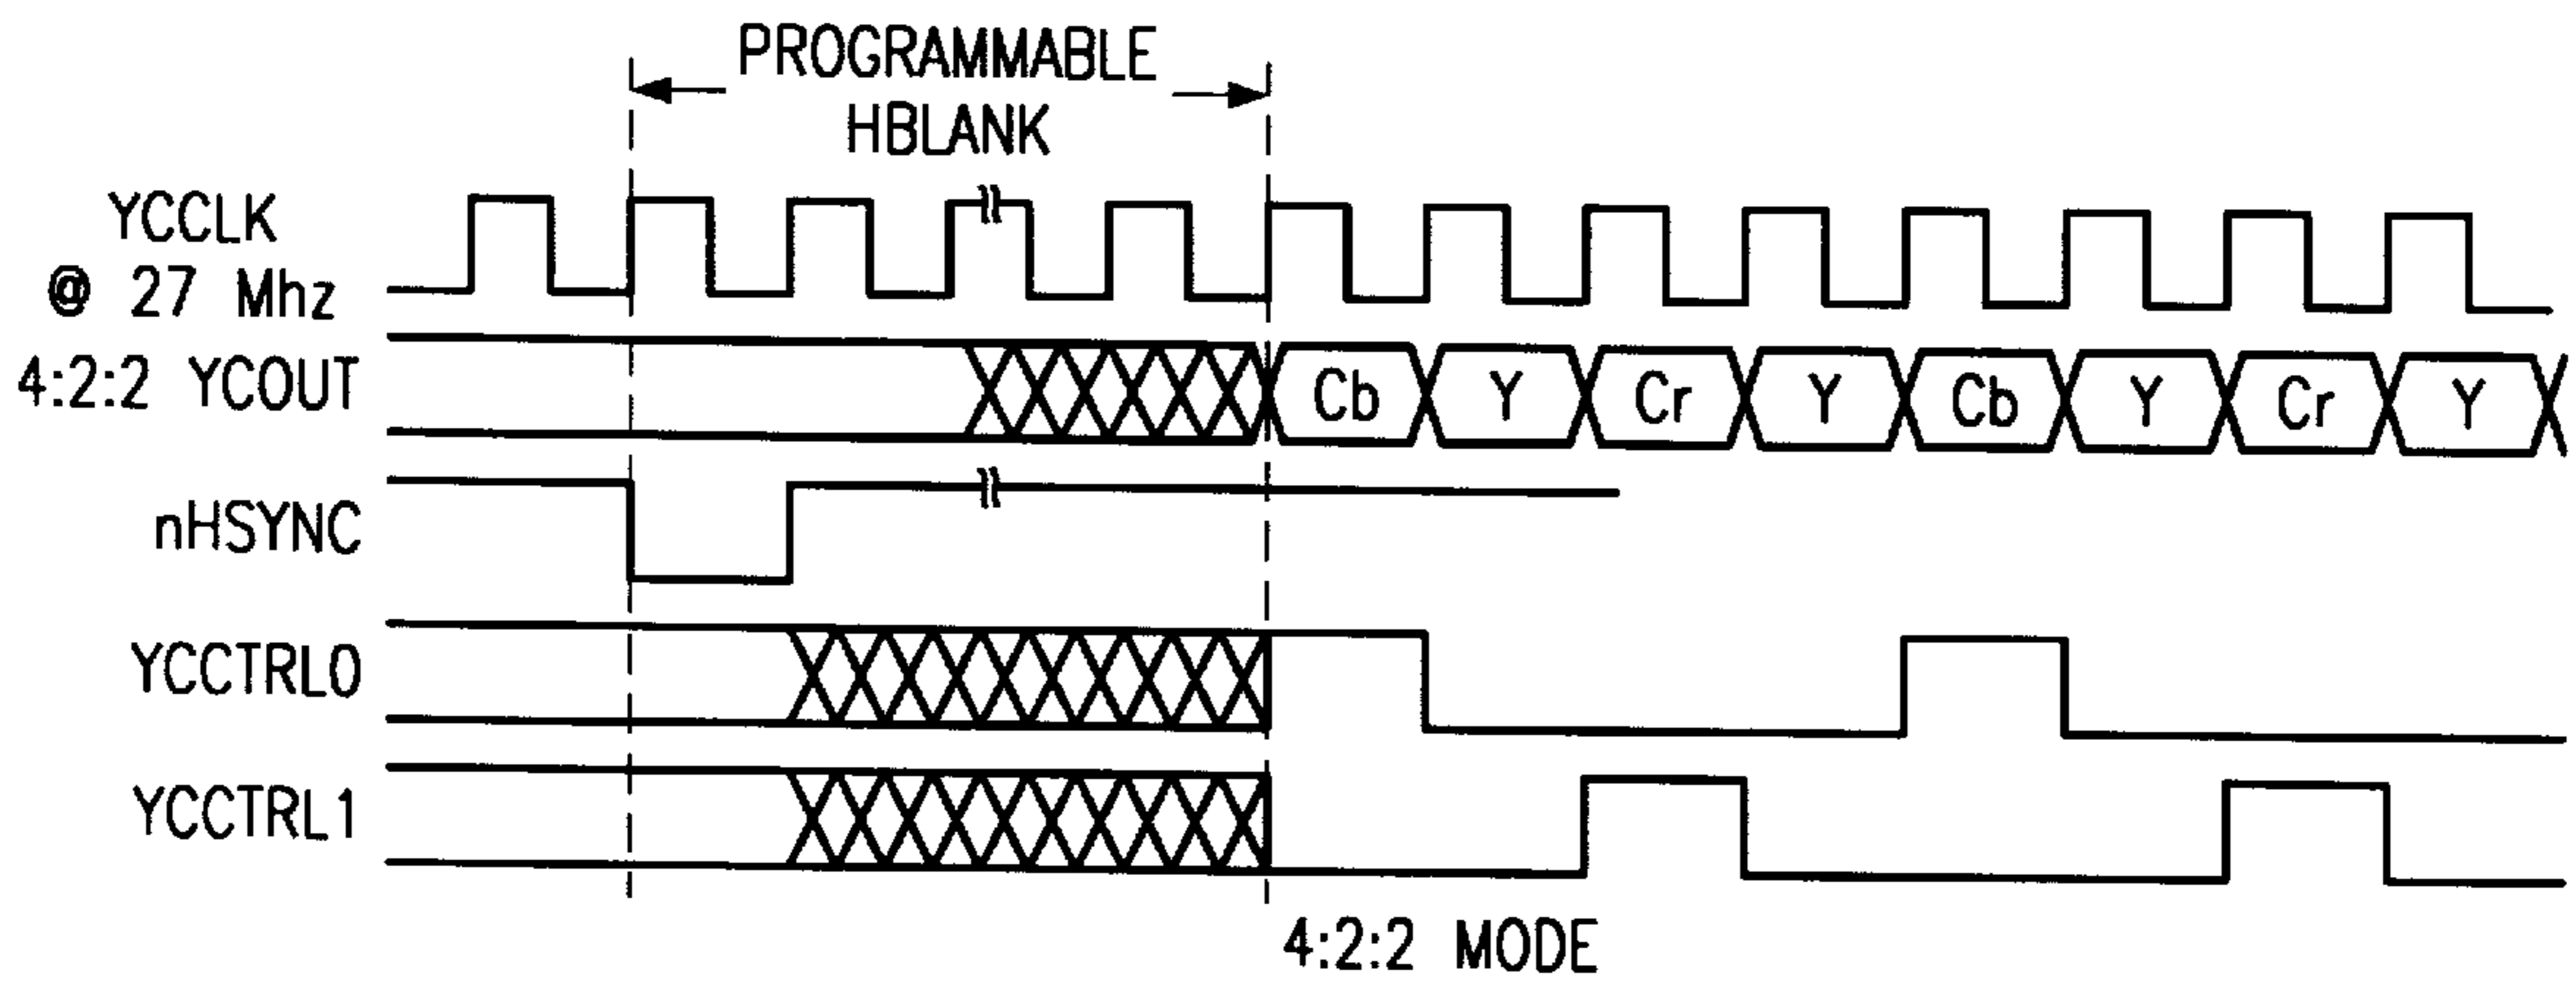 PROGRAMMABLE
HBLANK
YCCLK
@ 27 Mhz
4:2:2 YCOUT
Cb Y Cr Y Cb Y Cr Y
nHSYNC
YCCTRL0
YCCTRL1
4:2:2 MODE